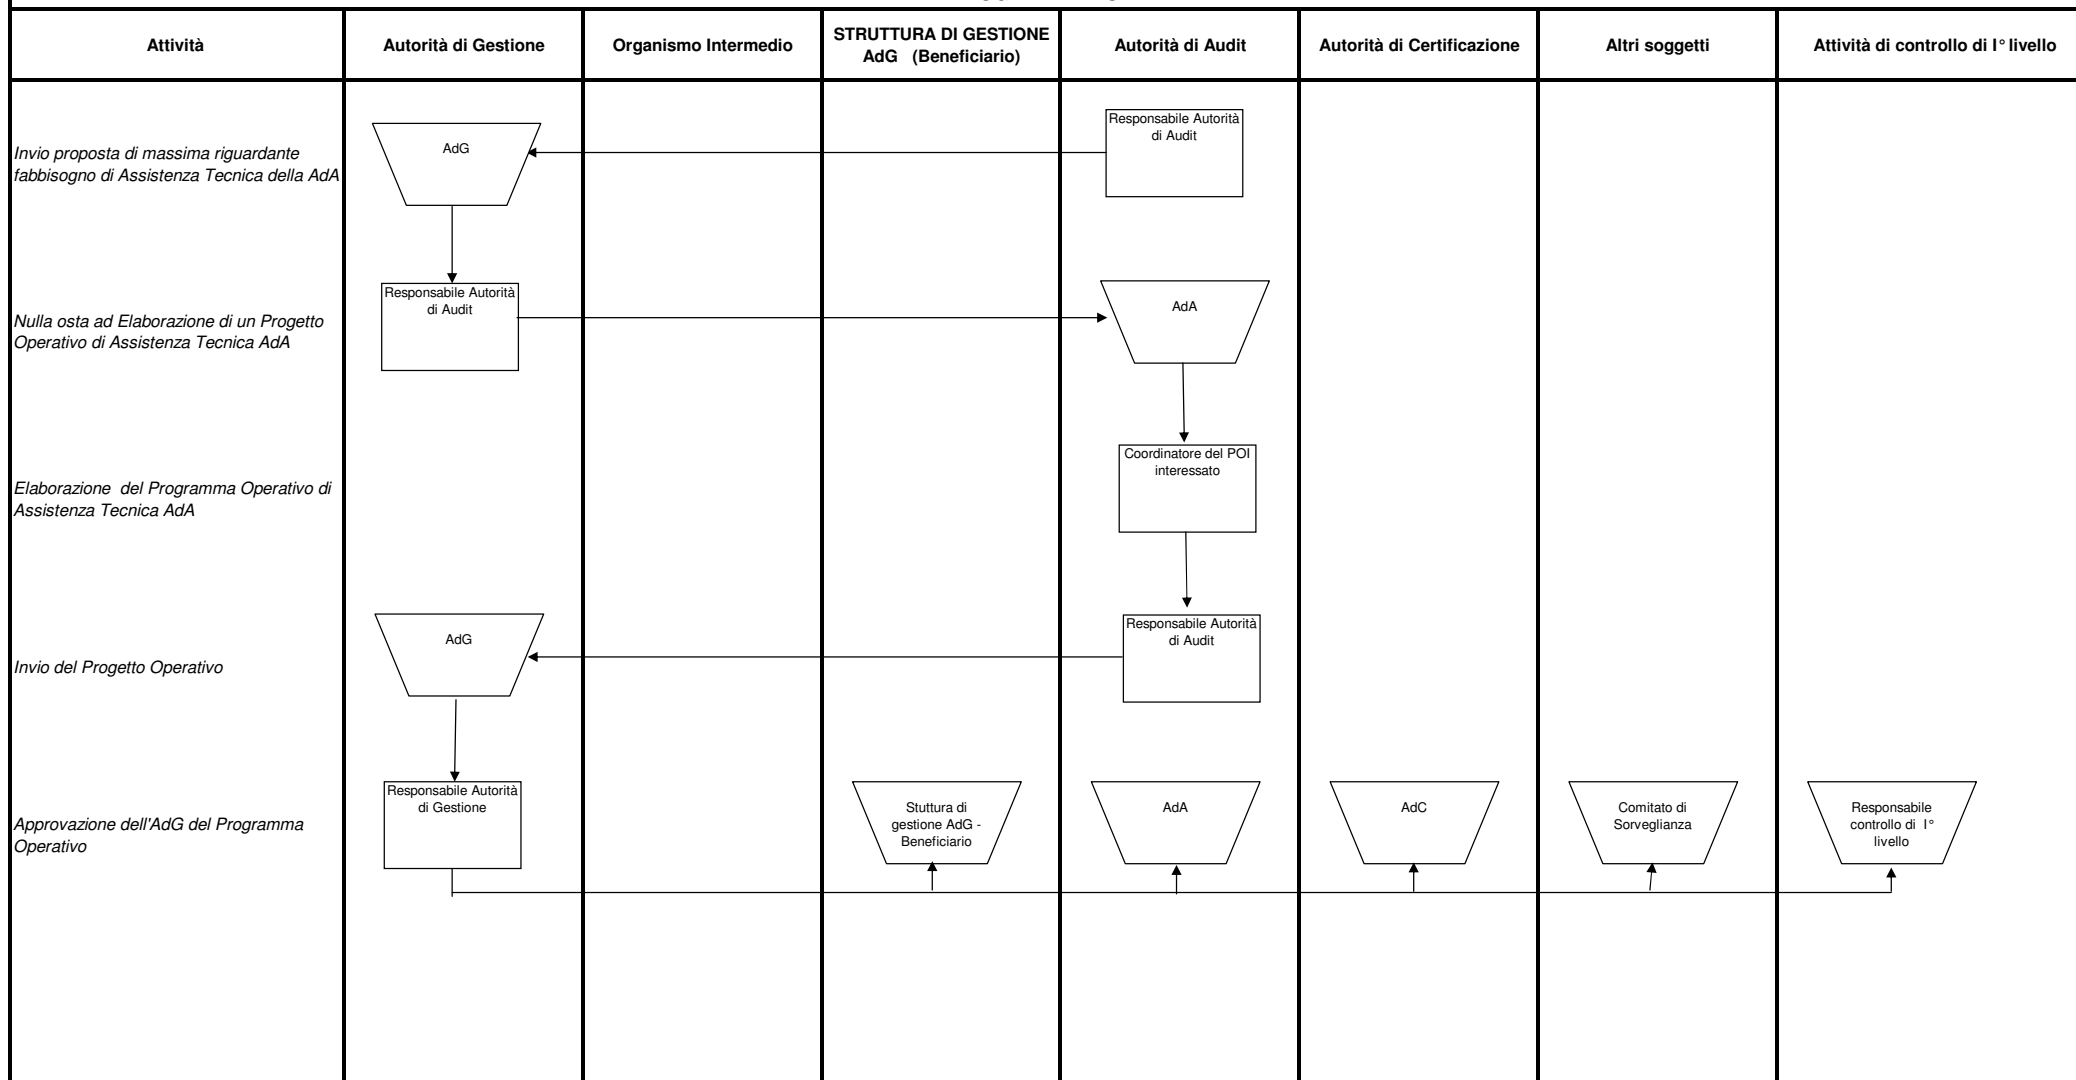 Attività
Autorità di Gestione
Organismo Intermedio
STRUTTURA DI GESTIONE
AdG (Beneficiario)
Autorità di Audit
Autorità di Certificazione
Altri soggetti
Attività di controllo di I° livello
Invio proposta di massima riguardante
fabbisogno di Assistenza Tecnica della AdA
AdG
Responsabile Autorità
di Audit
Nulla osta ad Elaborazione di un Progetto
Operativo di Assistenza Tecnica AdA
Responsabile Autorità
di Audit
AdA
Elaborazione del Programma Operativo di
Assistenza Tecnica AdA
Coordinatore del POI
interessato
Invio del Progetto Operativo
AdG
Responsabile Autorità
di Audit
Approvazione dell'AdG del Programma
Operativo
Responsabile Autorità
di Gestione
Stuttura di
gestione AdG -
Beneficiario
AdA
AdC
Comitato di
Sorveglianza
Responsabile
controllo di I°
livello